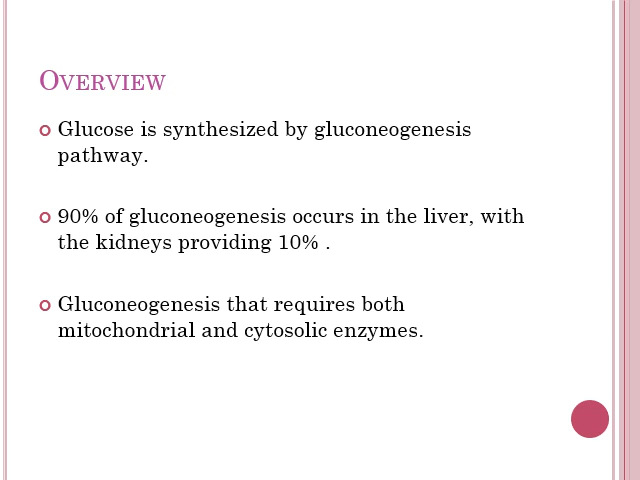 OVERVIEW
Glucose is synthesized by gluconeogenesis
pathway.
90% of gluconeogenesis occurs in the liver, with
the kidneys providing 10% .
Gluconeogenesis that requires both
mitochondrial and cytosolic enzymes.